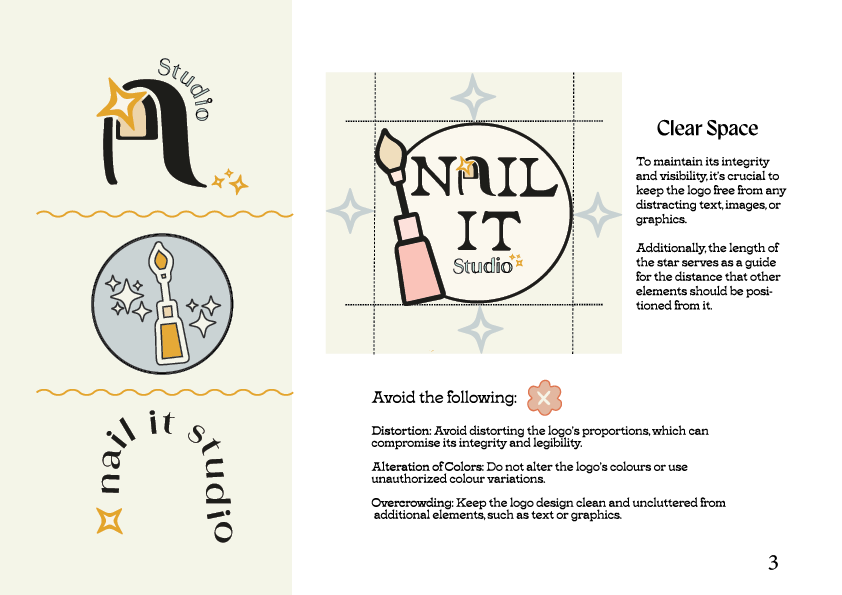 Studio
nail it studio
NAIL
IT
Studio
Clear Space
To maintain its integrity
and visibility, it's crucial to
keep the logo free from any
distracting text, images, or
graphics.
Additionally, the length of
the star serves as a guide
for the distance that other
elements should be posi-
tioned from it.
Avoid the following:
Distortion: Avoid distorting the logo's proportions, which can
compromise its integrity and legibility.
Alteration of Colors: Do not alter the logo's colours or use
unauthorized colour variations.
Overcrowding: Keep the logo design clean and uncluttered from
additional elements, such as text or graphics.
3